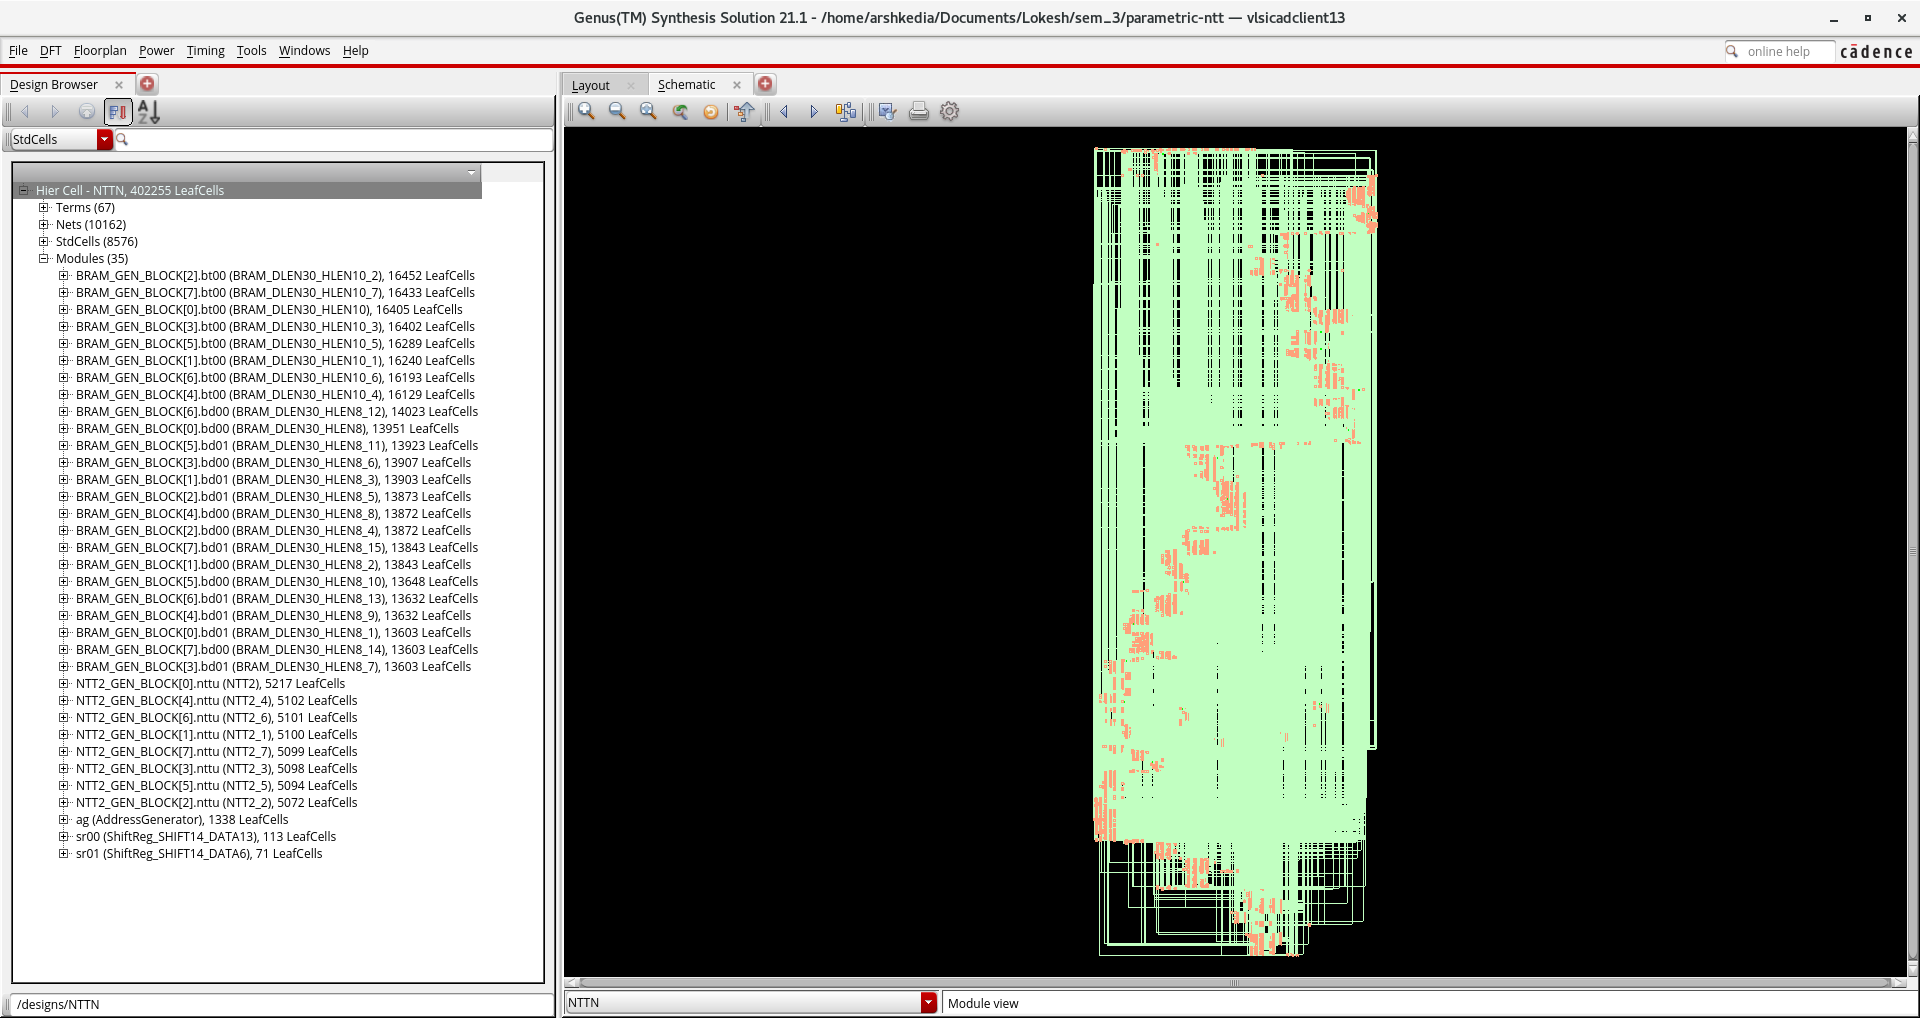 Genus(TM) Synthesis Solution 21.1 - /home/arshkedia/Documents/Lokesh/sem_3/parametric-ntt — vlsicadclient13
File DFT Floorplan Power Timing Tools Windows Help
online help
cādence
Design Browser
Layout
Schematic
StdCells
Hier Cell - NTTN, 402255 LeafCells
Terms (67)
Nets (10162)
StdCells (8576)
Modules (35)
BRAM_GEN_BLOCK[2].bt00 (BRAM_DLEN30_HLEN10_2), 16452 LeafCells
BRAM_GEN_BLOCK[7].bt00 (BRAM_DLEN30_HLEN10_7), 16433 LeafCells
BRAM_GEN_BLOCK[0].bt00 (BRAM_DLEN30_HLEN10), 16405 LeafCells
BRAM_GEN_BLOCK[3].bt00 (BRAM_DLEN30_HLEN10_3), 16402 LeafCells
BRAM_GEN_BLOCK[5].bt00 (BRAM_DLEN30_HLEN10_5), 16289 LeafCells
BRAM_GEN_BLOCK[1].bt00 (BRAM_DLEN30_HLEN10_1), 16240 LeafCells
BRAM_GEN_BLOCK[6].bt00 (BRAM_DLEN30_HLEN10_6), 16193 LeafCells
BRAM_GEN_BLOCK[4].bt00 (BRAM_DLEN30_HLEN10_4), 16129 LeafCells
BRAM_GEN_BLOCK[6].bd00 (BRAM_DLEN30_HLEN8_12), 14023 LeafCells
BRAM_GEN_BLOCK[0].bd00 (BRAM_DLEN30_HLEN8), 13951 LeafCells
BRAM_GEN_BLOCK[5].bd01 (BRAM_DLEN30_HLEN8_11), 13923 LeafCells
BRAM_GEN_BLOCK[3].bd00 (BRAM_DLEN30_HLEN8_6), 13907 LeafCells
BRAM_GEN_BLOCK[1].bd01 (BRAM_DLEN30_HLEN8_3), 13903 LeafCells
BRAM_GEN_BLOCK[2].bd01 (BRAM_DLEN30_HLEN8_5), 13873 LeafCells
BRAM_GEN_BLOCK[4].bd00 (BRAM_DLEN30_HLEN8_8), 13872 LeafCells
BRAM_GEN_BLOCK[2].bd00 (BRAM_DLEN30_HLEN8_4), 13872 LeafCells
BRAM_GEN_BLOCK[7].bd01 (BRAM_DLEN30_HLEN8_15), 13843 LeafCells
BRAM_GEN_BLOCK[1].bd00 (BRAM_DLEN30_HLEN8_2), 13843 LeafCells
BRAM_GEN_BLOCK[5].bd00 (BRAM_DLEN30_HLEN8_10), 13648 LeafCells
BRAM_GEN_BLOCK[6].bd01 (BRAM_DLEN30_HLEN8_13), 13632 LeafCells
BRAM_GEN_BLOCK[4].bd01 (BRAM_DLEN30_HLEN8_9), 13632 LeafCells
BRAM_GEN_BLOCK[0].bd01 (BRAM_DLEN30_HLEN8_1), 13603 LeafCells
BRAM_GEN_BLOCK[7].bd00 (BRAM_DLEN30_HLEN8_14), 13603 LeafCells
BRAM_GEN_BLOCK[3].bd01 (BRAM_DLEN30_HLEN8_7), 13603 LeafCells
NTT2_GEN_BLOCK[0].nttu (NTT2), 5217 LeafCells
NTT2_GEN_BLOCK[4].nttu (NTT2_4), 5102 LeafCells
NTT2_GEN_BLOCK[6].nttu (NTT2_6), 5101 LeafCells
NTT2_GEN_BLOCK[1].nttu (NTT2_1), 5100 LeafCells
NTT2_GEN_BLOCK[7].nttu (NTT2_7), 5099 LeafCells
NTT2_GEN_BLOCK[3].nttu (NTT2_3), 5098 LeafCells
NTT2_GEN_BLOCK[5].nttu (NTT2_5), 5094 LeafCells
NTT2_GEN_BLOCK[2].nttu (NTT2_2), 5072 LeafCells
ag (AddressGenerator), 1338 LeafCells
sr00 (ShiftReg_SHIFT14_DATA13), 113 LeafCells
sr01 (ShiftReg_SHIFT14_DATA6), 71 LeafCells
/designs/NTTN
NTTN
Module view